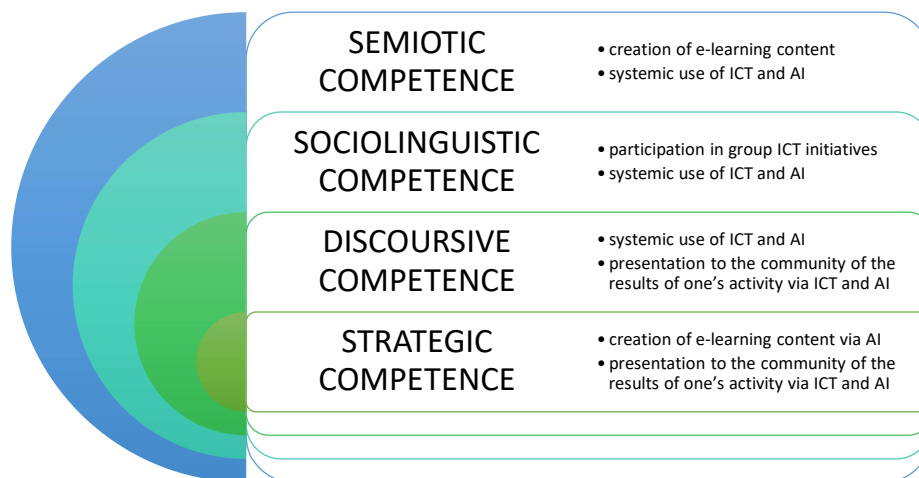 SEMIOTIC
COMPETENCE
• creation of e-learning content
• systemic use of ICT and AI
SOCIOLINGUISTIC
COMPETENCE
• participation in group ICT initiatives
• systemic use of ICT and AI
DISCOURSIVE
COMPETENCE
• systemic use of ICT and AI
• presentation to the community of the
results of one’s activity via ICT and AI
STRATEGIC
COMPETENCE
• creation of e-learning content via AI
• presentation to the community of the
results of one’s activity via ICT and AI